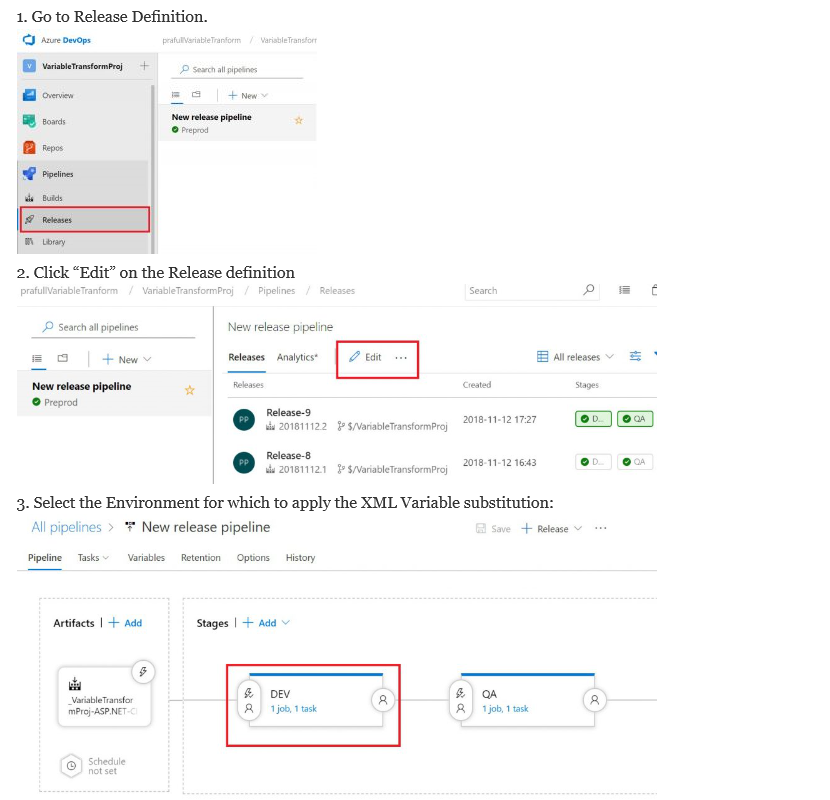 1. Go to Release Definition.
Azure DevOps
prafullVariableTranform / VariableTransforr
VariableTransformProj
V
Search all pipelines
Overview
New
Boards
New release pipeline
Preprod
Repos
Pipelines
Builds
Releases
Library
2. Click “Edit” on the Release definition
prafullVariableTranform / VariableTransformProj / Pipelines / Releases
Search
Search all pipelines
New
New release pipeline
Preprod
New release pipeline
Releases Analytics* Edit ...
All releases
Releases Created Stages
PP Release-9
20181112.2 $/VariableTransformProj
2018-11-12 17:27
D... QA
PP Release-8
20181112.1 $/VariableTransformProj
2018-11-12 16:43
D... QA
3. Select the Environment for which to apply the XML Variable substitution:
All pipelines > New release pipeline
Save + Release ...
Pipeline Tasks Variables Retention Options History
Artifacts | + Add
Stages | + Add
_VariableTransfor
mProj-ASP.NET-C
DEV
1 job, 1 task
QA
1 job, 1 task
Schedule
not set